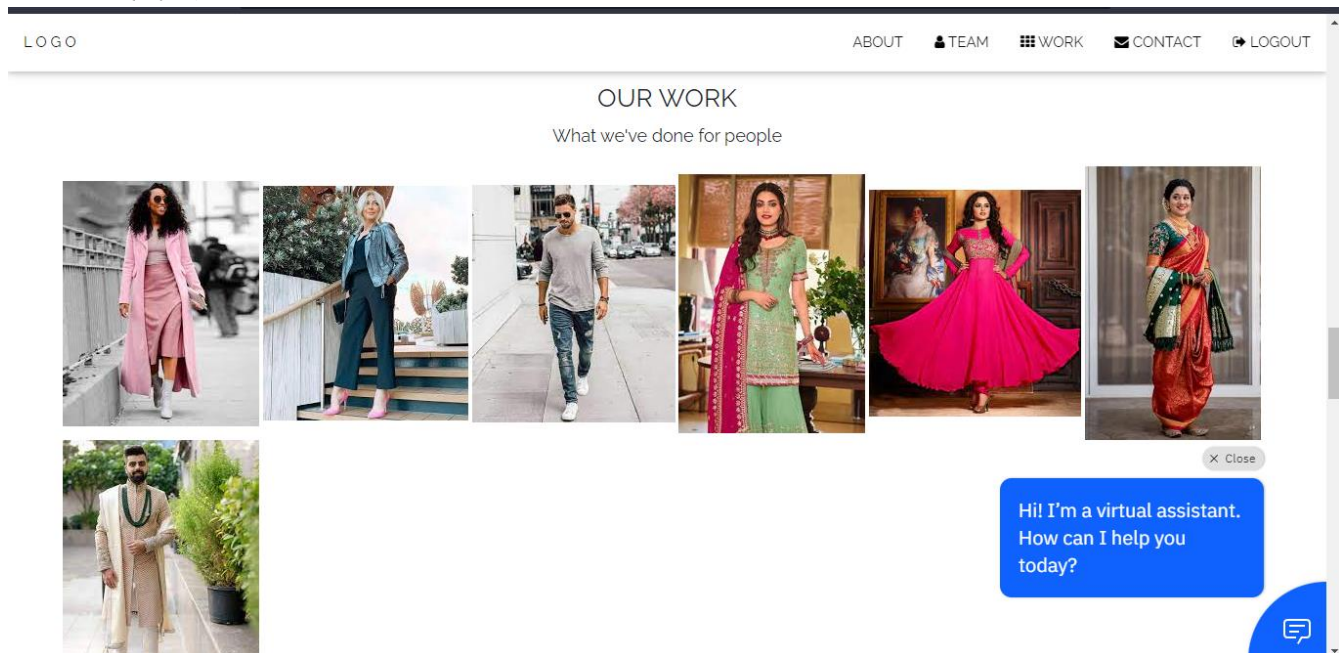 LOGO
ABOUT TEAM WORK CONTACT LOGOUT
OUR WORK
What we've done for people
× Close
Hi! I'm a virtual assistant.
How can I help you
today?